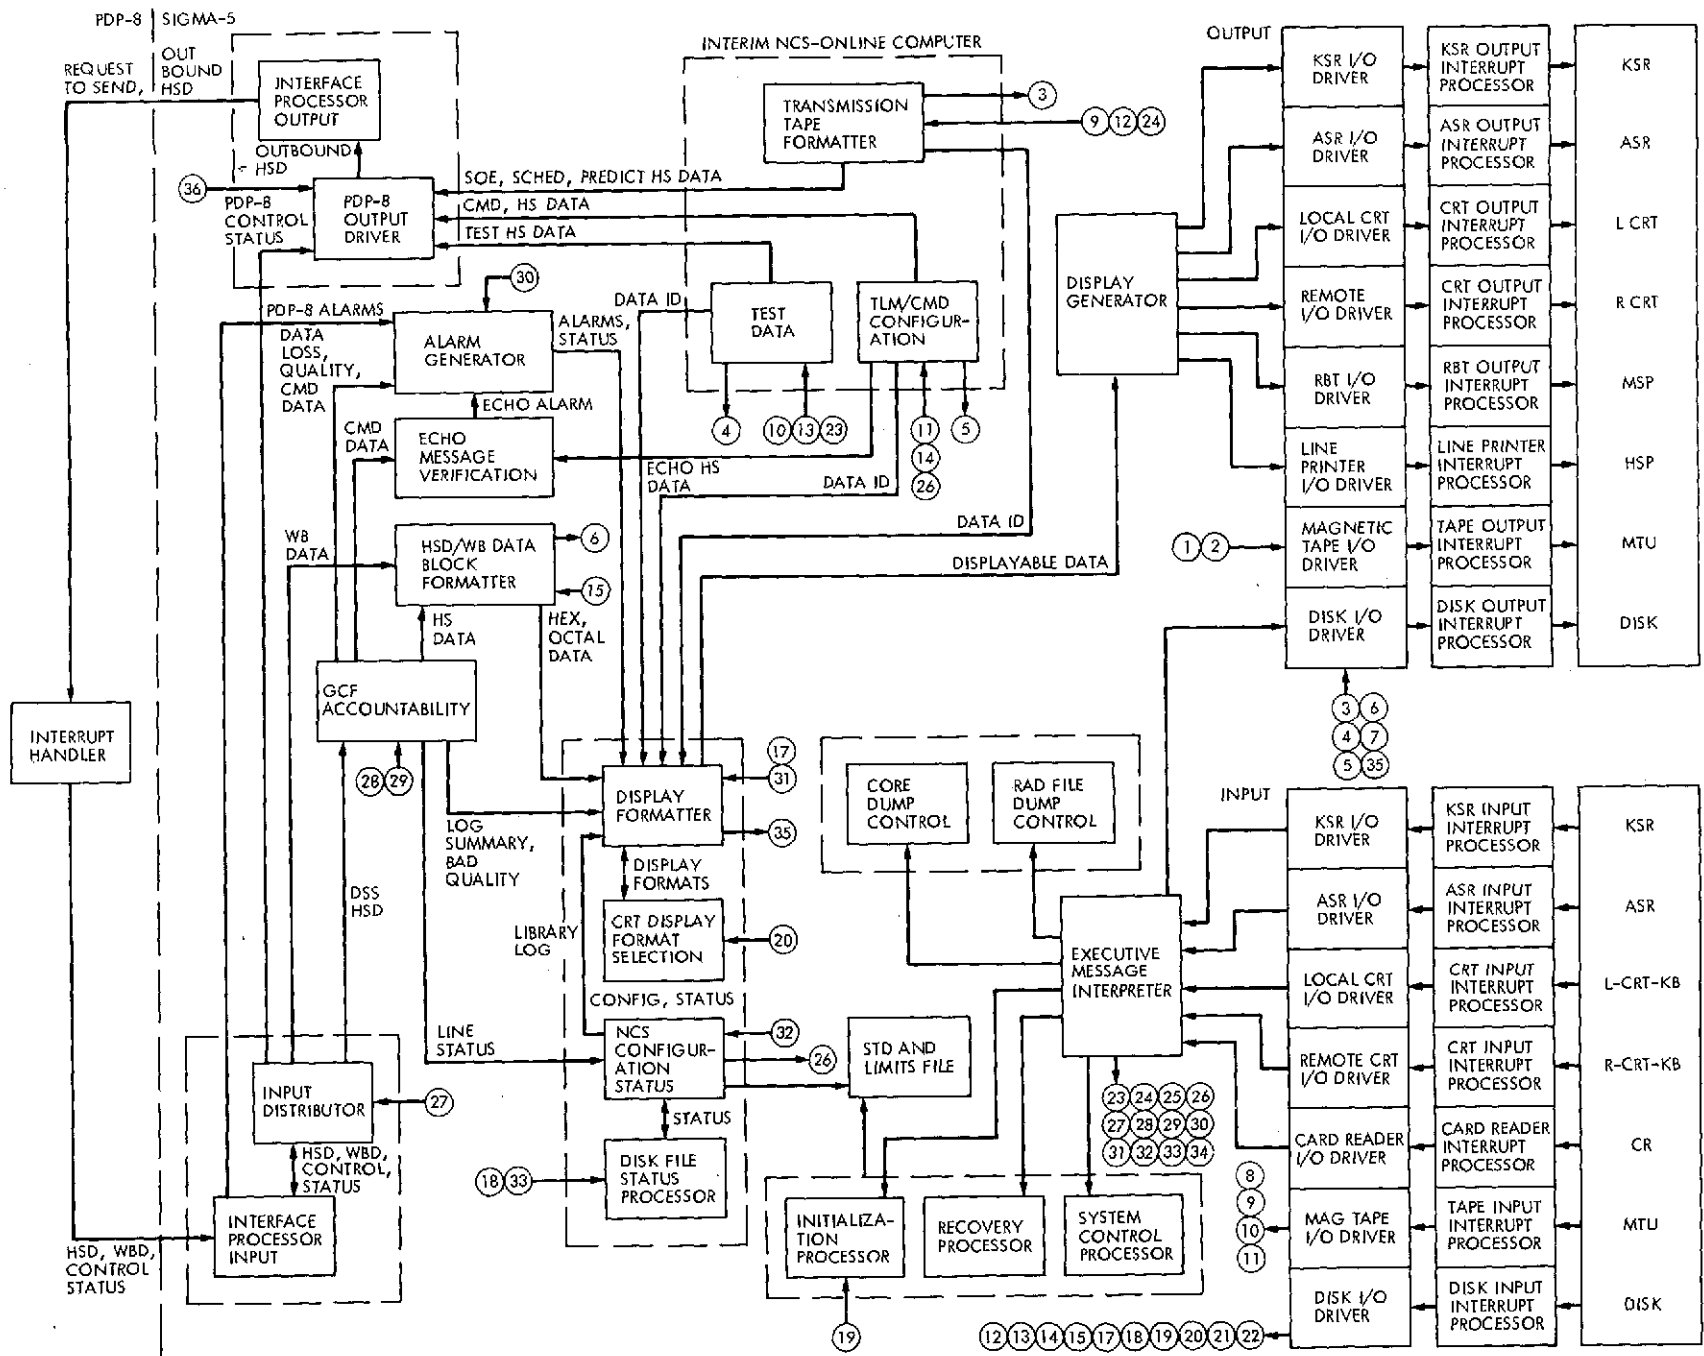 PDP-8
SIGMA-5
REQUEST
TO SEND,
OUT
BOUND
HSD
INTERFACE
PROCESSOR
OUTPUT
OUTBOUND
HSD
36
PDP-8
CONTROL
STATUS
PDP-8
OUTPUT
DRIVER
INTERIM NCS-ONLINE COMPUTER
TRANSMISSION
TAPE
FORMATTER
3
9 12 24
SOE, SCHED, PREDICT HS DATA
CMD, HS DATA
TEST HS DATA
30
DATA ID
TEST
DATA
TLM/CMD
CONFIGUR-
ATION
4
10 13 23
11
14
26
5
PDP-8 ALARMS
DATA
LOSS,
QUALITY,
CMD
DATA
ALARM
GENERATOR
ALARMS,
STATUS
ECHO ALARM
CMD
DATA
ECHO
MESSAGE
VERIFICATION
ECHO HS
DATA
DATA ID
DATA ID
DISPLAYABLE DATA
WB
DATA
HSD/WB DATA
BLOCK
FORMATTER
6
15
HS
DATA
HEX,
OCTAL
DATA
GCF
ACCOUNTABILITY
28 29
INTERRUPT
HANDLER
LOG
SUMMARY,
BAD
QUALITY
DSS
HSD
DISPLAY
FORMATTER
17
31
35
DISPLAY
FORMATS
CRT DISPLAY
FORMAT
SELECTION
20
LIBRARY
LOG
CONFIG, STATUS
LINE
STATUS
NCS
CONFIGUR-
ATION
STATUS
32
26
STD AND
LIMITS FILE
STATUS
DISK FILE
STATUS
PROCESSOR
18 33
INPUT
DISTRIBUTOR
27
HSD, WBD,
CONTROL,
STATUS
INTERFACE
PROCESSOR
INPUT
HSD, WBD,
CONTROL
STATUS
CORE
DUMP
CONTROL
RAD FILE
DUMP
CONTROL
EXECUTIVE
MESSAGE
INTERPRETER
23 24 25 26
27 28 29 30
31 32 33 34
INITIALIZA-
TION
PROCESSOR
RECOVERY
PROCESSOR
SYSTEM
CONTROL
PROCESSOR
19
DISPLAY
GENERATOR
OUTPUT
KSR I/O
DRIVER
KSR OUTPUT
INTERRUPT
PROCESSOR
KSR
ASR I/O
DRIVER
ASR OUTPUT
INTERRUPT
PROCESSOR
ASR
LOCAL CRT
I/O DRIVER
CRT OUTPUT
INTERRUPT
PROCESSOR
L CRT
REMOTE
I/O DRIVER
CRT OUTPUT
INTERRUPT
PROCESSOR
R CRT
RBT I/O
DRIVER
RBT OUTPUT
INTERRUPT
PROCESSOR
MSP
LINE
PRINTER
I/O DRIVER
LINE PRINTER
INTERRUPT
PROCESSOR
HSP
1 2
MAGNETIC
TAPE I/O
DRIVER
TAPE OUTPUT
INTERRUPT
PROCESSOR
MTU
DISK I/O
DRIVER
DISK OUTPUT
INTERRUPT
PROCESSOR
DISK
3 6
4 7
5 35
INPUT
KSR I/O
DRIVER
KSR INPUT
INTERRUPT
PROCESSOR
KSR
ASR I/O
DRIVER
ASR INPUT
INTERRUPT
PROCESSOR
ASR
LOCAL CRT
I/O DRIVER
CRT INPUT
INTERRUPT
PROCESSOR
L-CRT-KB
REMOTE CRT
I/O DRIVER
CRT INPUT
INTERRUPT
PROCESSOR
R-CRT-KB
CARD READER
I/O DRIVER
CARD READER
INTERRUPT
PROCESSOR
CR
8
9
10
11
MAG TAPE
I/O DRIVER
TAPE INPUT
INTERRUPT
PROCESSOR
MTU
DISK I/O
DRIVER
DISK INPUT
INTERRUPT
PROCESSOR
DISK
12 13 14 15 17 18 19 20 21 22